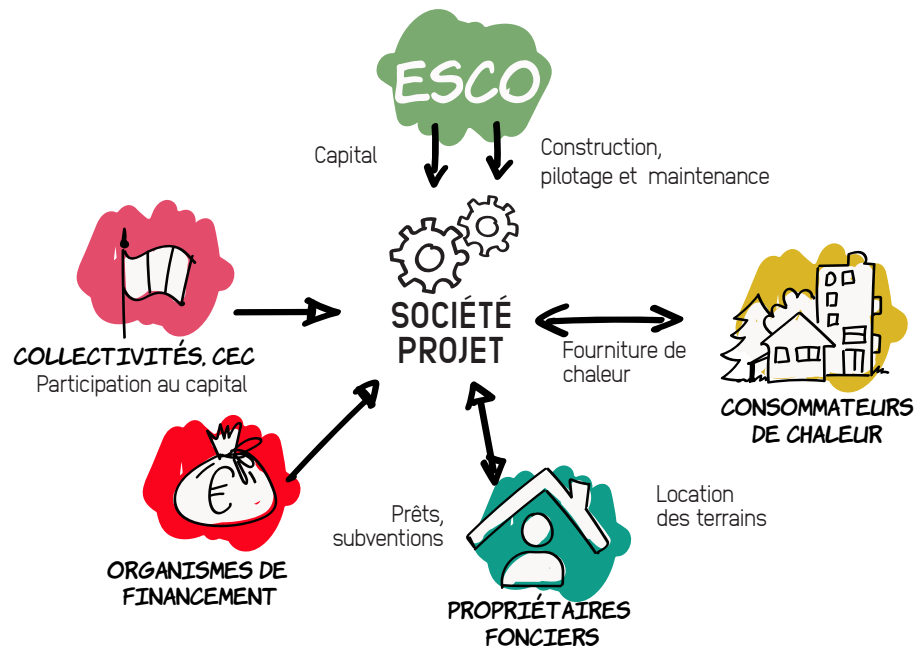 ESCO
Capital
Construction,
pilotage et maintenance
SOCIÉTÉ
PROJET
COLLECTIVITÉS, CEC
Participation au capital
Fourniture de
chaleur
CONSOMMATEURS
DE CHALEUR
€
Prêts,
subventions
Location
des terrains
ORGANISMES DE
FINANCEMENT
PROPRIÉTAIRES
FONCIERS